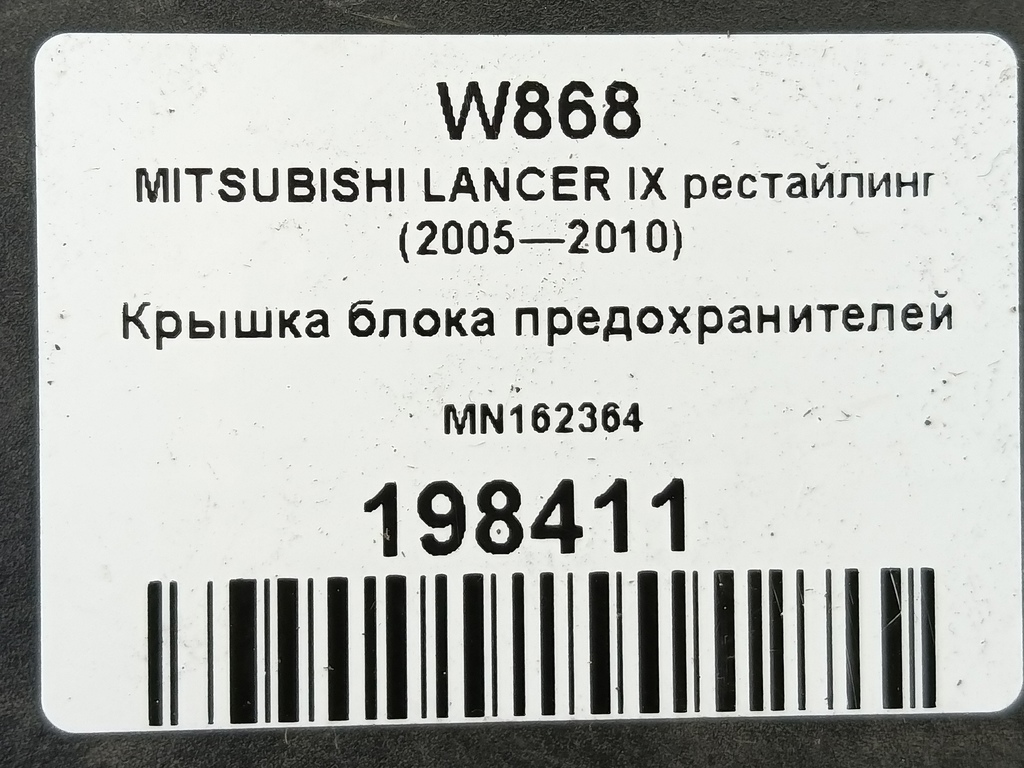 W868
MITSUBISHI LANCER IX рестайлинг
(2005—2010)
Крышка блока предохранителей
MN162364
198411